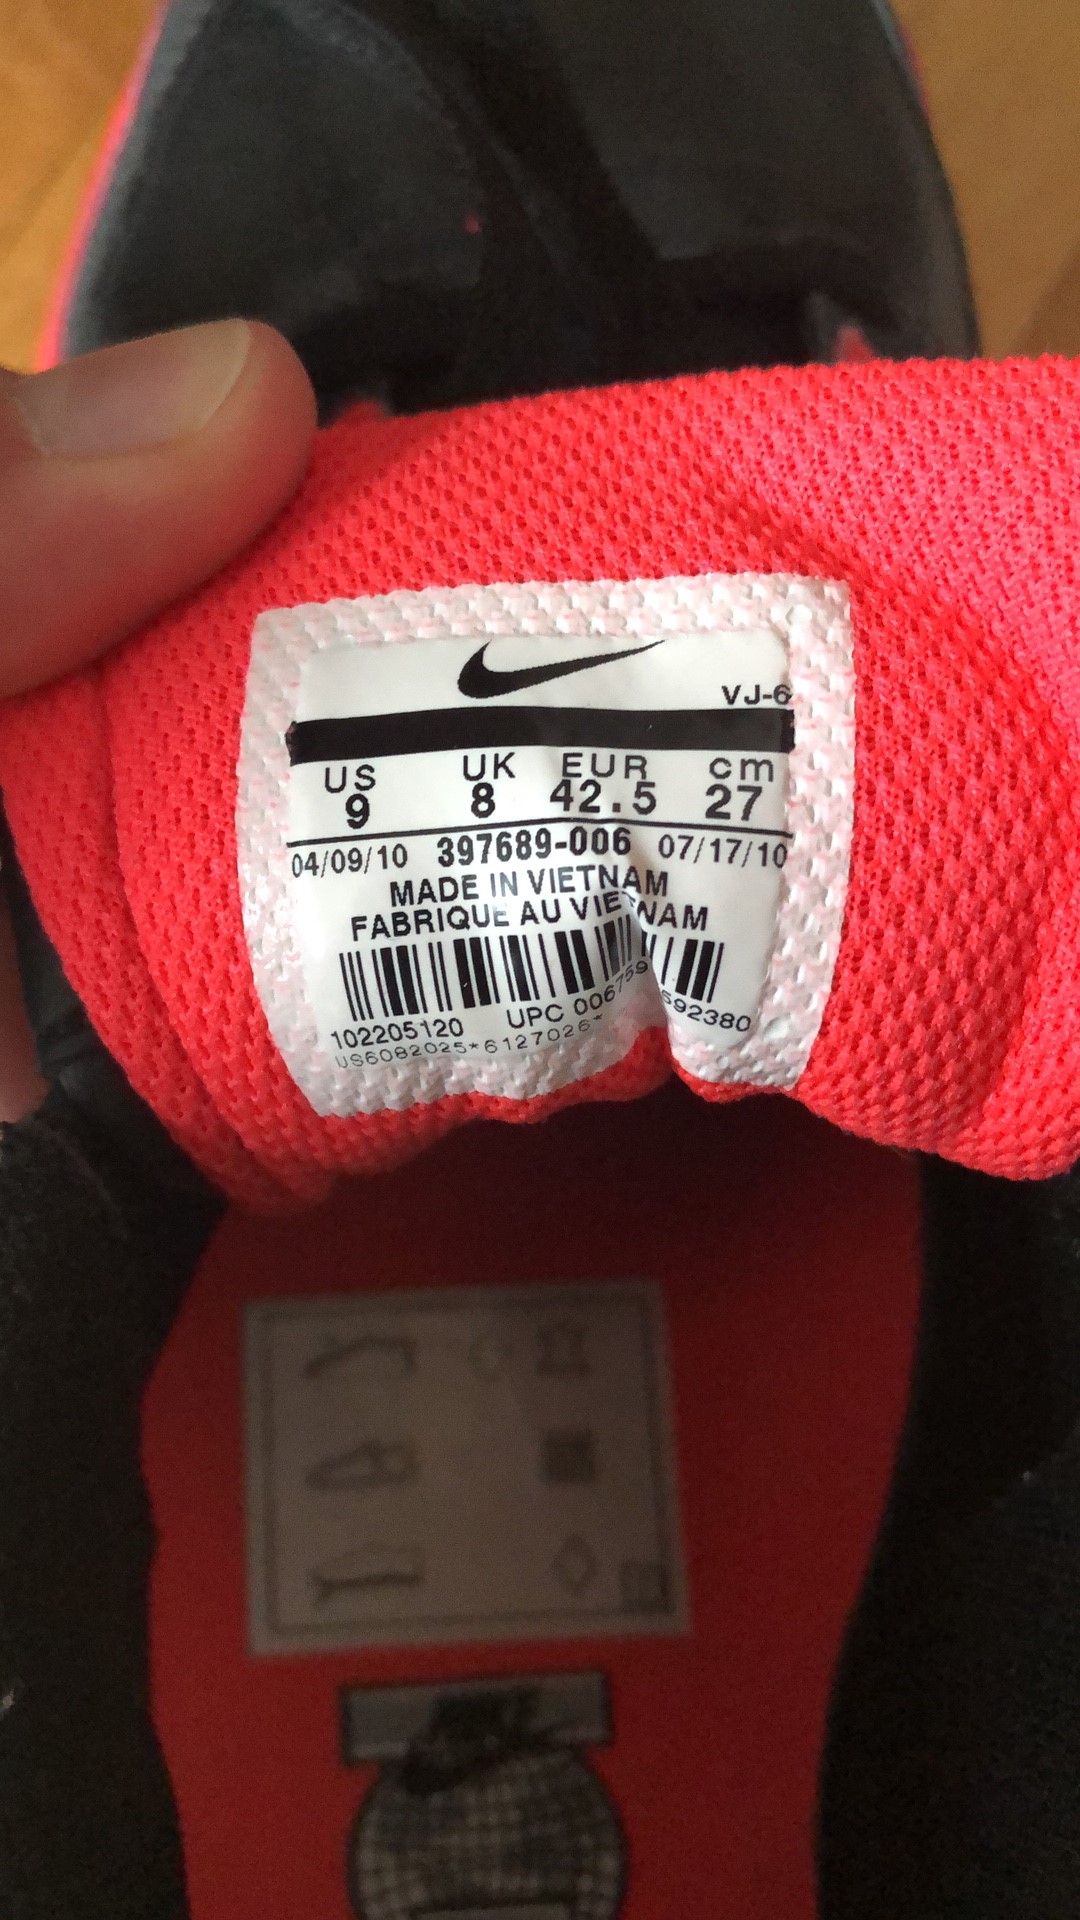 VJ-6
US UK EUR cm
9 8 42.5 27
04/09/10 397689-006 07/17/10
MADE IN VIETNAM
FABRIQUE AU VIETNAM
102205120 UPC 006759592380
US6082025*6127026*